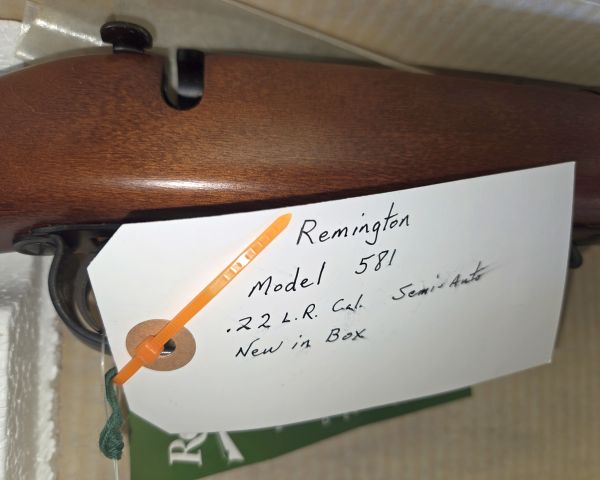 Remington
Model 581
.22 L.R. Cal. Semi-Auto
New in Box